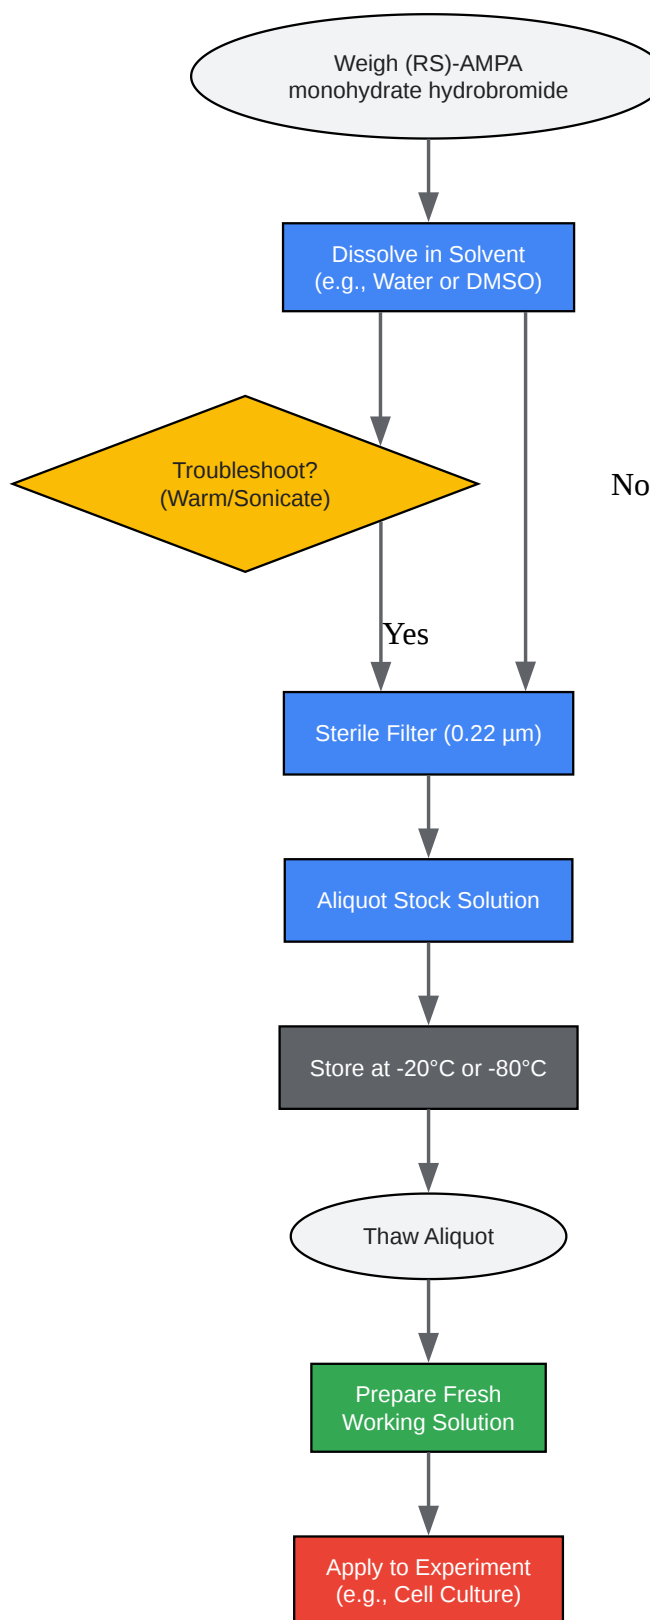 Weigh (RS)-AMPA
monohydrate hydrobromide
Dissolve in Solvent
(e.g., Water or DMSO)
Troubleshoot?
(Warm/Sonicate)
No
Yes
Sterile Filter (0.22 µm)
Aliquot Stock Solution
Store at -20°C or -80°C
Thaw Aliquot
Prepare Fresh
Working Solution
Apply to Experiment
(e.g., Cell Culture)